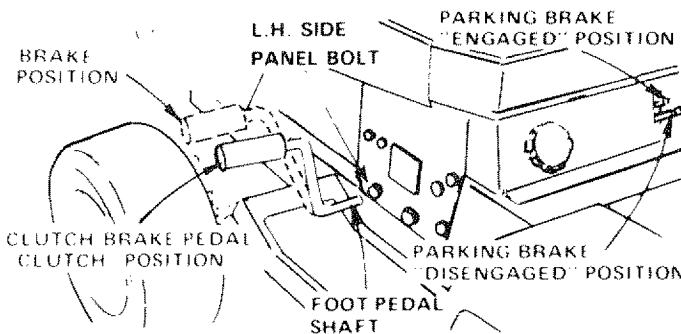 BRAKE
POSITION
L.H. SIDE
PANEL BOLT
PARKING BRAKE
"ENGAGED" POSITION
CLUTCH BRAKE PEDAL
CLUTCH POSITION
FOOT PEDAL
SHAFT
PARKING BRAKE
"DISENGAGED" POSITION